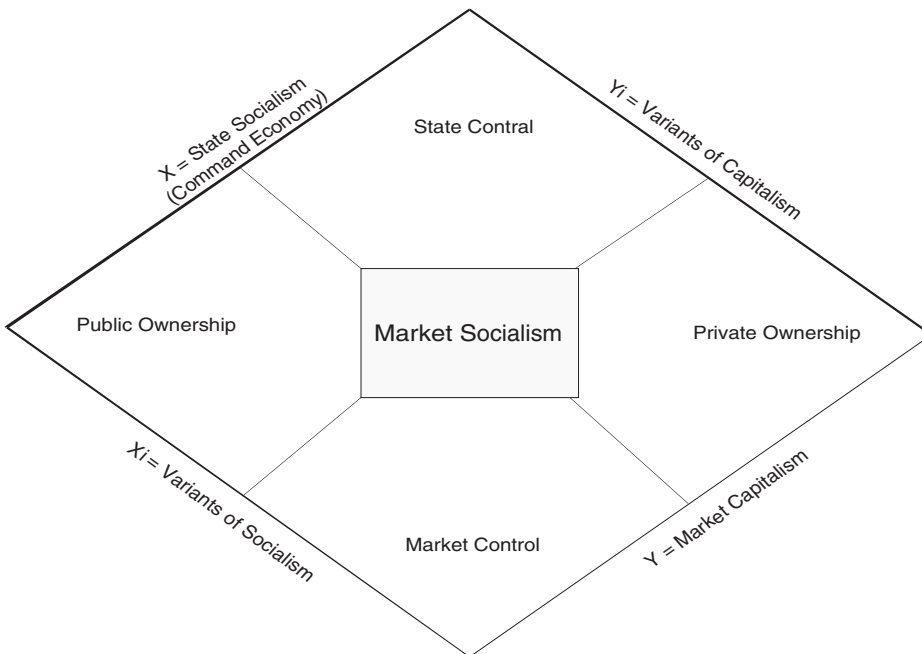 X = State Socialism
(Command Economy)
Yi = Variants of Capitalism
State Contral
Public Ownership
Market Socialism
Private Ownership
Xi = Variants of Socialism
Market Control
Y = Market Capitalism